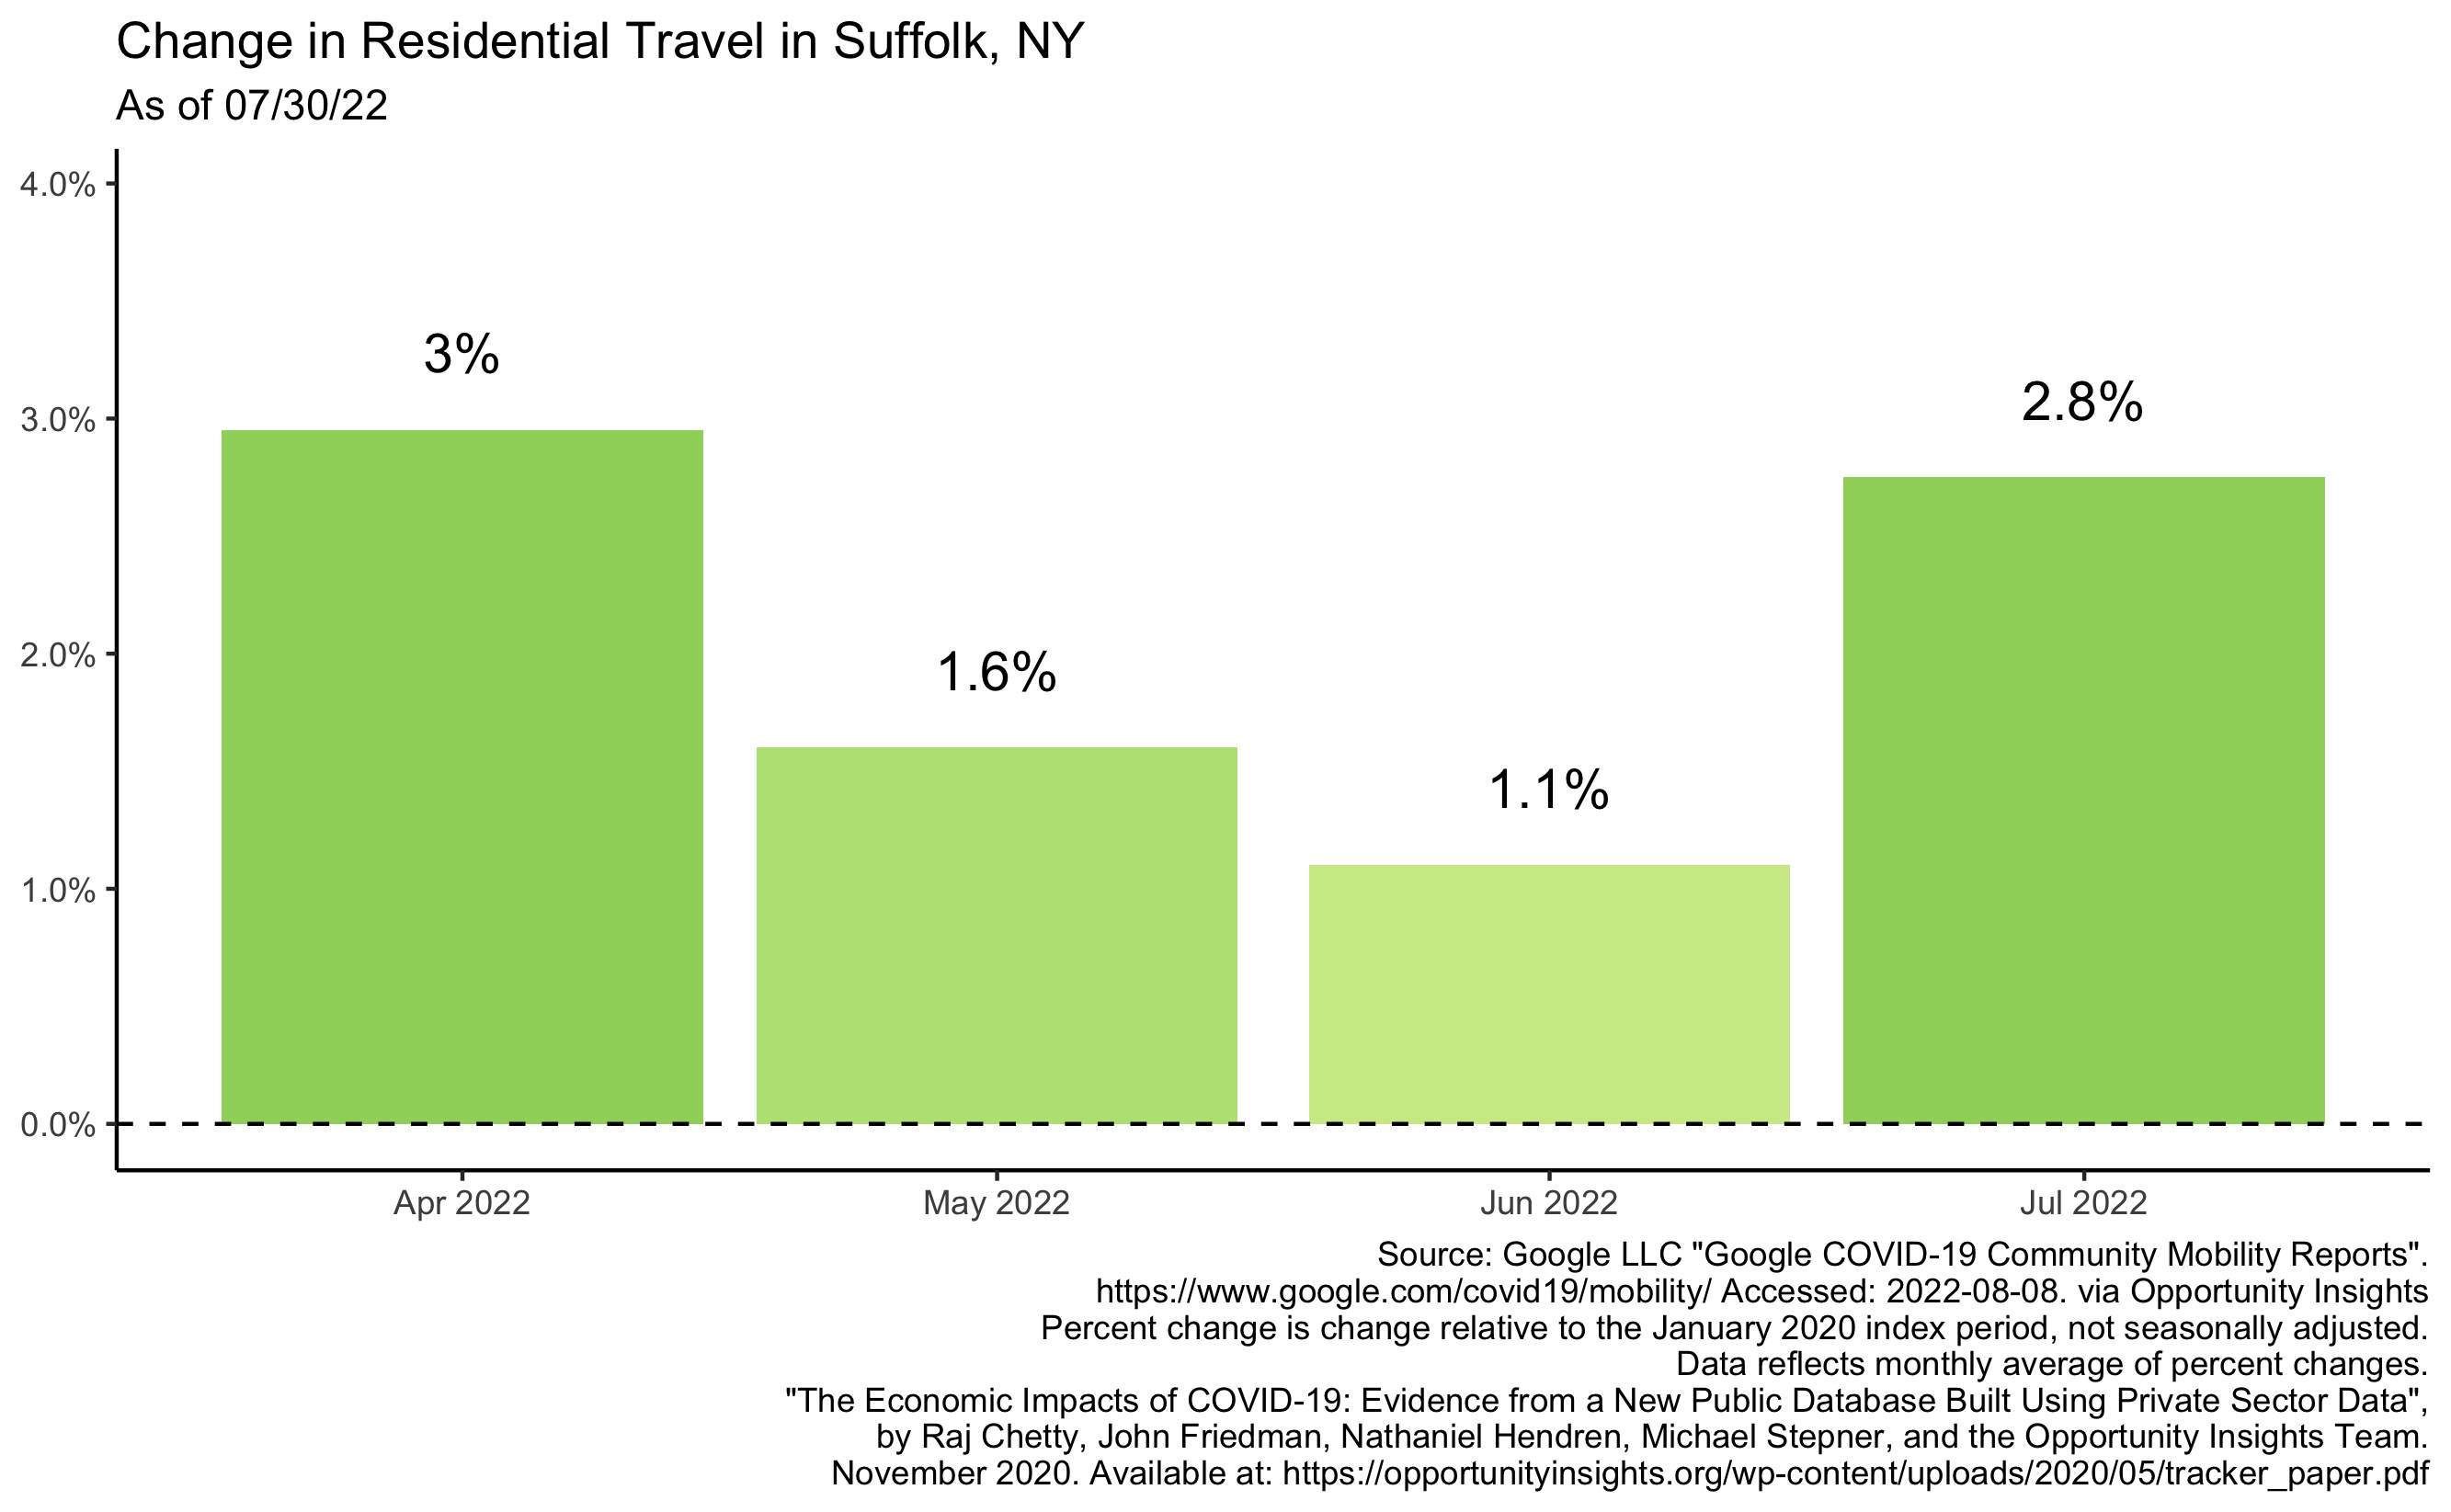 Change in Residential Travel in Suffolk, NY
As of 07/30/22
4.0%
3.0%
2.0%
1.0%
0.0%
3%
1.6%
1.1%
2.8%
Apr 2022
May 2022
Jun 2022
Jul 2022
Source: Google LLC "Google COVID-19 Community Mobility Reports".
https://www.google.com/covid19/mobility/ Accessed: 2022-08-08. via Opportunity Insights
Percent change is change relative to the January 2020 index period, not seasonally adjusted.
Data reflects monthly average of percent changes.
"The Economic Impacts of COVID-19: Evidence from a New Public Database Built Using Private Sector Data",
by Raj Chetty, John Friedman, Nathaniel Hendren, Michael Stepner, and the Opportunity Insights Team.
November 2020. Available at: https://opportunityinsights.org/wp-content/uploads/2020/05/tracker_paper.pdf